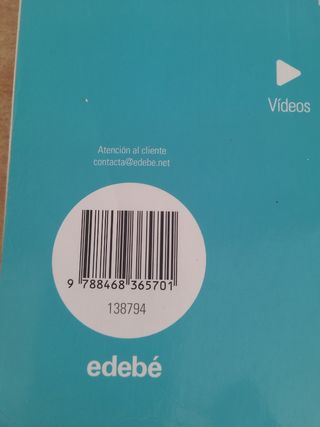 Vídeos
Atención al cliente
contacta@edebe.net
9 788468 365701
138794
edebé